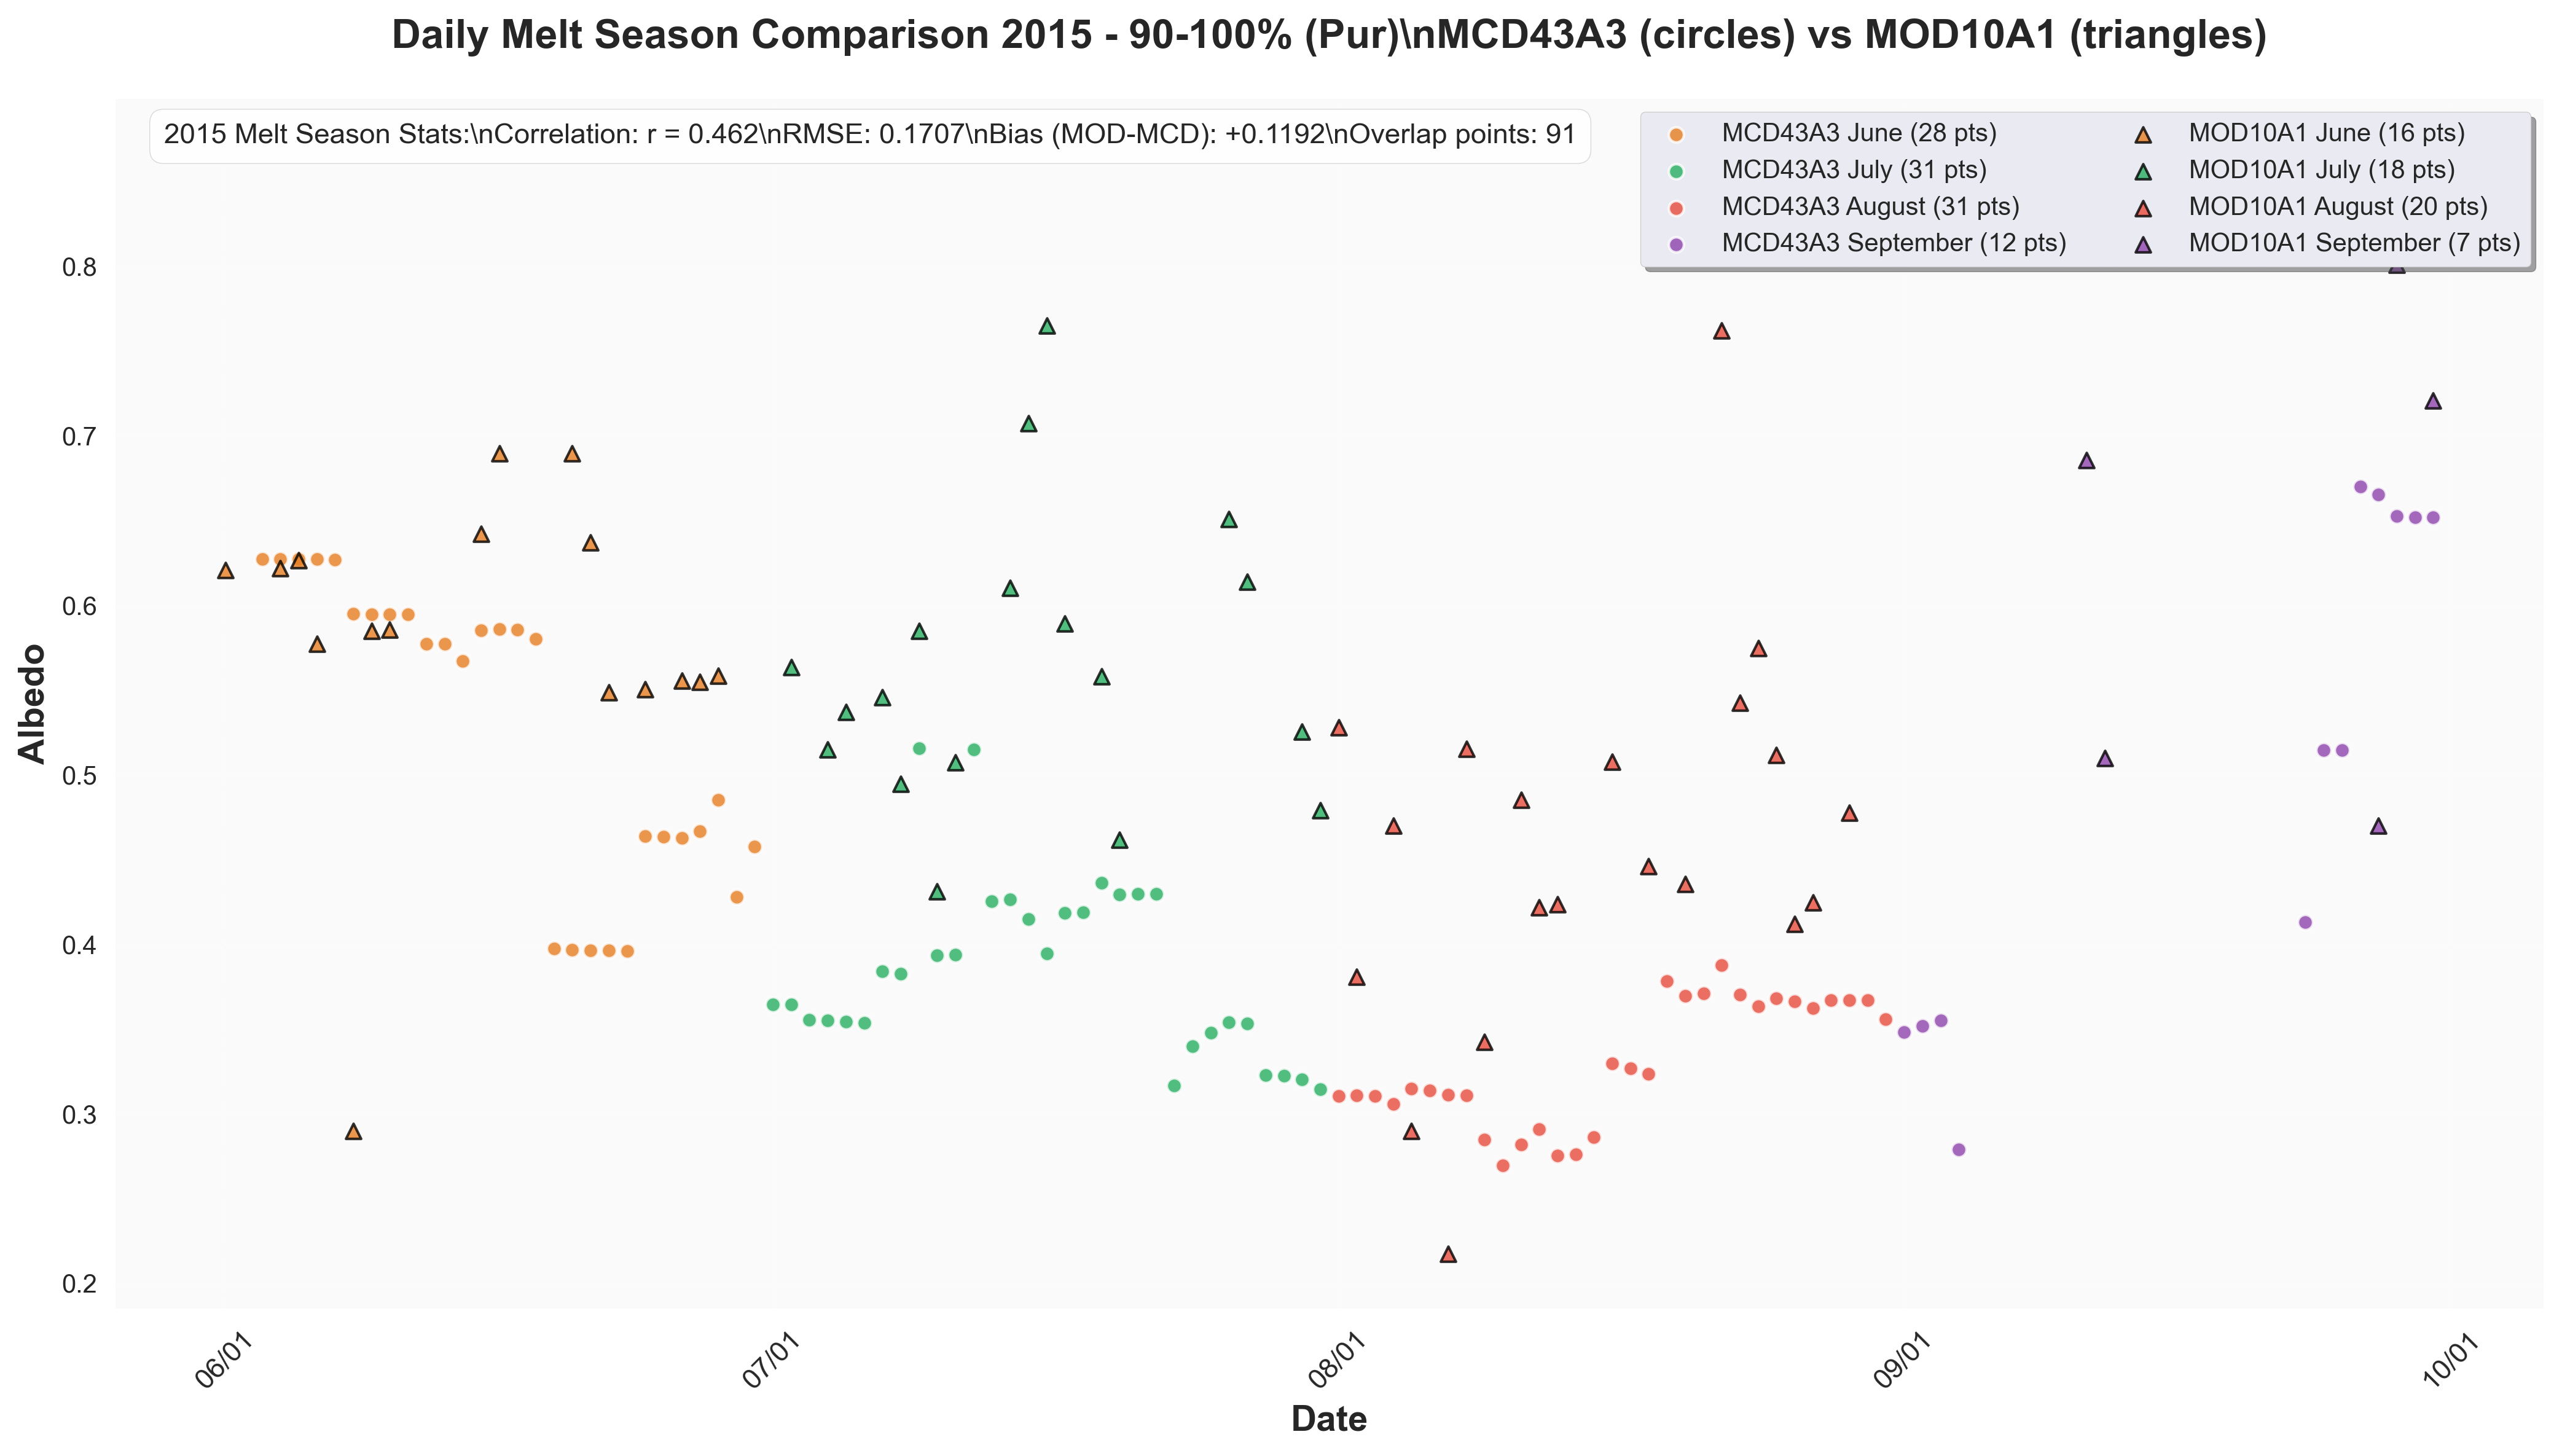 Daily Melt Season Comparison 2015 - 90-100% (Pur)\nMCD43A3 (circles) vs MOD10A1 (triangles)
2015 Melt Season Stats:\nCorrelation: r = 0.462\nRMSE: 0.1707\nBias (MOD-MCD): +0.1192\nOverlap points: 91
MCD43A3 June (28 pts)
MCD43A3 July (31 pts)
MCD43A3 August (31 pts)
MCD43A3 September (12 pts)
MOD10A1 June (16 pts)
MOD10A1 July (18 pts)
MOD10A1 August (20 pts)
MOD10A1 September (7 pts)
Albedo
0.8
0.7
0.6
0.5
0.4
0.3
0.2
06/01
07/01
08/01
09/01
10/01
Date